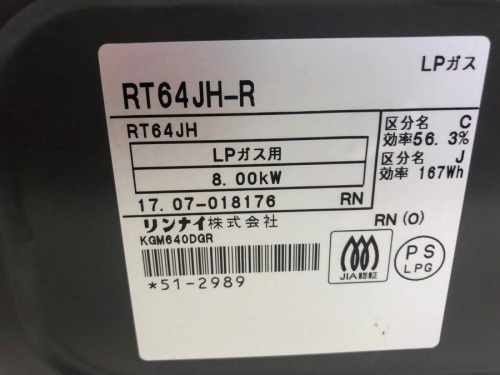 LPガス
RT64JH-R
RT64JH
LPガス用
8.00kW
17.07-018176 RN
区分名 C
効率56.3%
区分名 J
効率 167Wh
リンナイ株式会社
RN (O)
KGM640DGR
*51-2989
JIA認証
PS
LPG